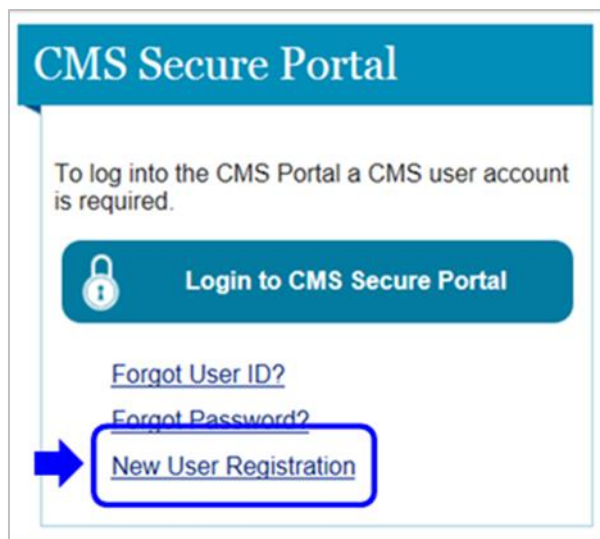 CMS Secure Portal
To log into the CMS Portal a CMS user account
is required.
Login to CMS Secure Portal
Forgot User ID?
Forgot Password?
New User Registration